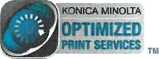 KONICA MINOLTA
OPTIMIZED
PRINT SERVICES
TM